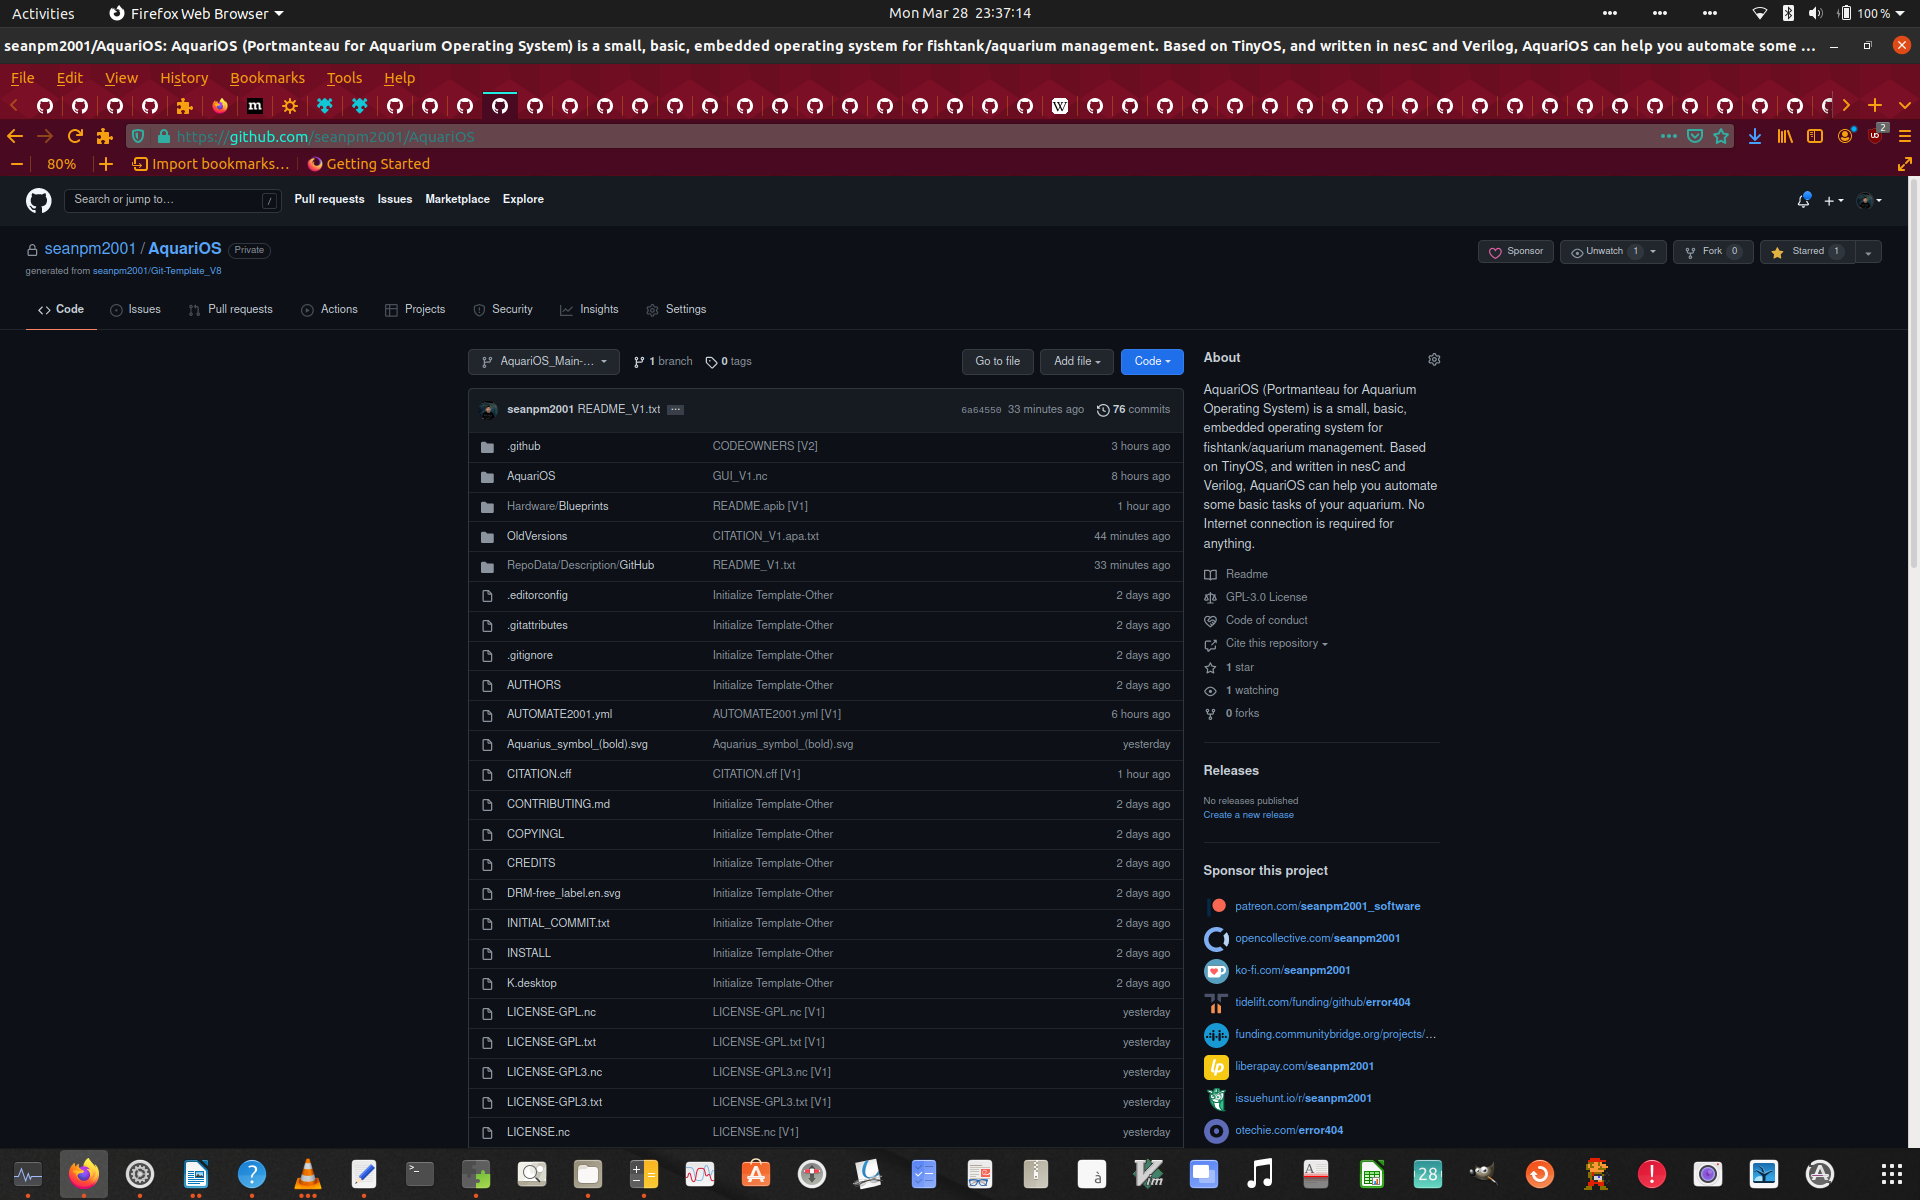 Activities Firefox Web Browser Mon Mar 28 23:37:14 100 %
seanpm2001/AquariOS: AquariOS (Portmanteau for Aquarium Operating System) is a small, basic, embedded operating system for fishtank/aquarium management. Based on TinyOS, and written in nesC and Verilog, AquariOS can help you automate some ...
File Edit View History Bookmarks Tools Help
https://github.com/seanpm2001/AquariOS 2
80% Import bookmarks... Getting Started
Search or jump to... / Pull requests Issues Marketplace Explore
seanpm2001 / AquariOS Private Sponsor Unwatch 1 Fork 0 Starred 1
generated from seanpm2001/Git-Template_V8
Code Issues Pull requests Actions Projects Security Insights Settings
AquariOS_Main-... 1 branch 0 tags Go to file Add file Code
seanpm2001 README_V1.txt ... 6a64550 33 minutes ago 76 commits
.github CODEOWNERS [V2] 3 hours ago
AquariOS GUI_V1.nc 8 hours ago
Hardware/Blueprints README.apib [V1] 1 hour ago
OldVersions CITATION_V1.apa.txt 44 minutes ago
RepoData/Description/GitHub README_V1.txt 33 minutes ago
.editorconfig Initialize Template-Other 2 days ago
.gitattributes Initialize Template-Other 2 days ago
.gitignore Initialize Template-Other 2 days ago
AUTHORS Initialize Template-Other 2 days ago
AUTOMATE2001.yml AUTOMATE2001.yml [V1] 6 hours ago
Aquarius_symbol_(bold).svg Aquarius_symbol_(bold).svg yesterday
CITATION.cff CITATION.cff [V1] 1 hour ago
CONTRIBUTING.md Initialize Template-Other 2 days ago
COPYINGL Initialize Template-Other 2 days ago
CREDITS Initialize Template-Other 2 days ago
DRM-free_label.en.svg Initialize Template-Other 2 days ago
INITIAL_COMMIT.txt Initialize Template-Other 2 days ago
INSTALL Initialize Template-Other 2 days ago
K.desktop Initialize Template-Other 2 days ago
LICENSE-GPL.nc LICENSE-GPL.nc [V1] yesterday
LICENSE-GPL.txt LICENSE-GPL.txt [V1] yesterday
LICENSE-GPL3.nc LICENSE-GPL3.nc [V1] yesterday
LICENSE-GPL3.txt LICENSE-GPL3.txt [V1] yesterday
LICENSE.nc LICENSE.nc [V1] yesterday
About
AquariOS (Portmanteau for Aquarium
Operating System) is a small, basic,
embedded operating system for
fishtank/aquarium management. Based
on TinyOS, and written in nesC and
Verilog, AquariOS can help you automate
some basic tasks of your aquarium. No
Internet connection is required for
anything.
Readme
GPL-3.0 License
Code of conduct
Cite this repository
1 star
1 watching
0 forks
Releases
No releases published
Create a new release
Sponsor this project
patreon.com/seanpm2001_software
opencollective.com/seanpm2001
ko-fi.com/seanpm2001
tidelift.com/funding/github/error404
funding.communitybridge.org/projects/...
liberapay.com/seanpm2001
issuehunt.io/r/seanpm2001
otechie.com/error404
28